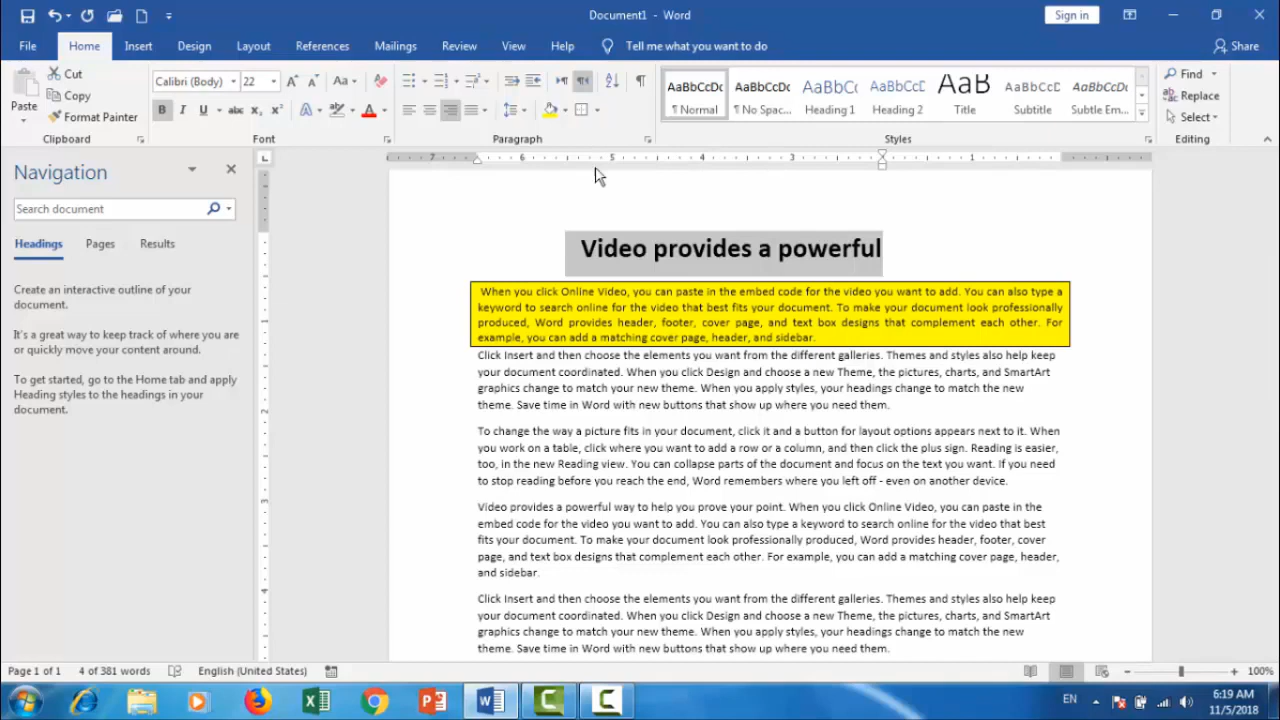 Document1 - Word
Sign in
File Home Insert Design Layout References Mailings Review View Help Tell me what you want to do Share
Paste
Cut
Copy
Format Painter
Clipboard
Calibri (Body) 22
Aa
B I U abc x₂ x²
Font
Paragraph
AaBbCcDc AaBbCcDc AaBbCc AaBbCcD AaB AaBbCcD AaBbCcDc
¶ Normal ¶ No Spac... Heading 1 Heading 2 Title Subtitle Subtle Em...
Styles
Find
Replace
Select
Editing
7 6 5 4 3 1
Navigation
Search document
Headings Pages Results
Create an interactive outline of your
document.
It's a great way to keep track of where you are
or quickly move your content around.
To get started, go to the Home tab and apply
Heading styles to the headings in your
document.
1
2
3
4
Video provides a powerful
When you click Online Video, you can paste in the embed code for the video you want to add. You can also type a
keyword to search online for the video that best fits your document. To make your document look professionally
produced, Word provides header, footer, cover page, and text box designs that complement each other. For
example, you can add a matching cover page, header, and sidebar.
Click Insert and then choose the elements you want from the different galleries. Themes and styles also help keep
your document coordinated. When you click Design and choose a new Theme, the pictures, charts, and SmartArt
graphics change to match your new theme. When you apply styles, your headings change to match the new
theme. Save time in Word with new buttons that show up where you need them.
To change the way a picture fits in your document, click it and a button for layout options appears next to it. When
you work on a table, click where you want to add a row or a column, and then click the plus sign. Reading is easier,
too, in the new Reading view. You can collapse parts of the document and focus on the text you want. If you need
to stop reading before you reach the end, Word remembers where you left off - even on another device.
Video provides a powerful way to help you prove your point. When you click Online Video, you can paste in the
embed code for the video you want to add. You can also type a keyword to search online for the video that best
fits your document. To make your document look professionally produced, Word provides header, footer, cover
page, and text box designs that complement each other. For example, you can add a matching cover page, header,
and sidebar.
Click Insert and then choose the elements you want from the different galleries. Themes and styles also help keep
your document coordinated. When you click Design and choose a new Theme, the pictures, charts, and SmartArt
graphics change to match your new theme. When you apply styles, your headings change to match the new
theme. Save time in Word with new buttons that show up where you need them.
Page 1 of 1 4 of 381 words English (United States) 100%
EN
6:19 AM
11/5/2018